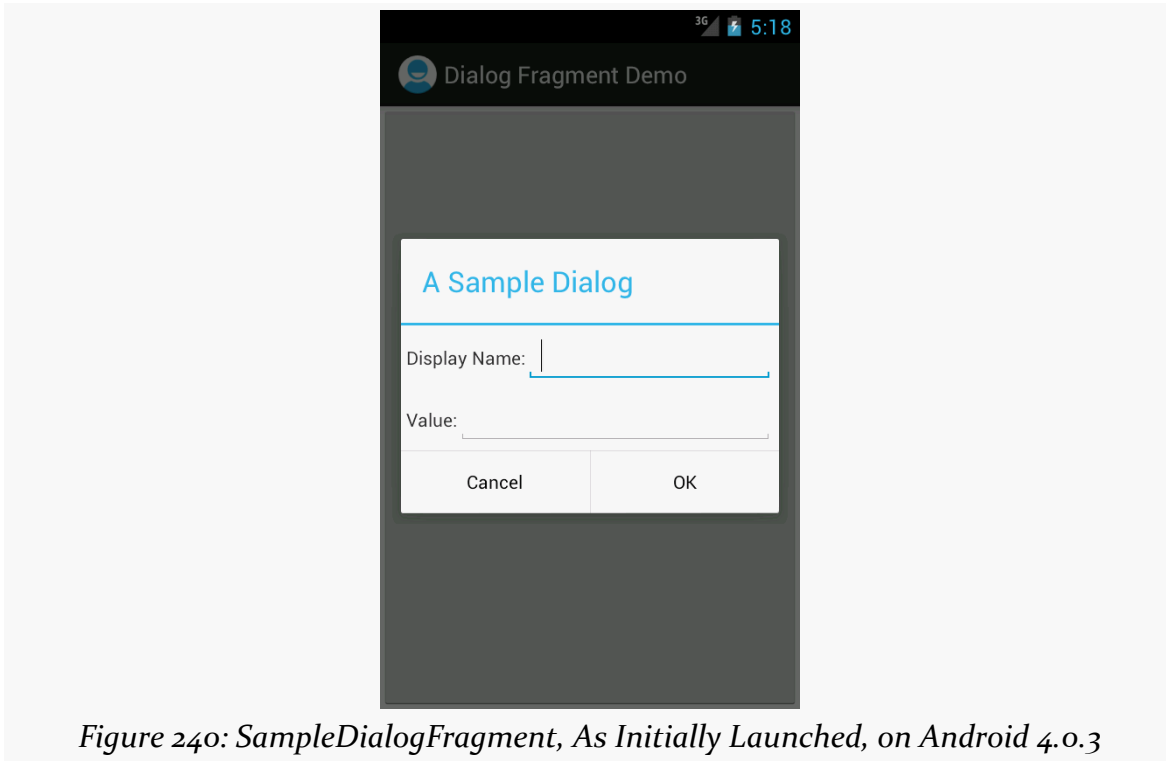 3G 5:18
Dialog Fragment Demo
A Sample Dialog
Display Name:
Value:
Cancel OK
Figure 240: SampleDialogFragment, As Initially Launched, on Android 4.0.3